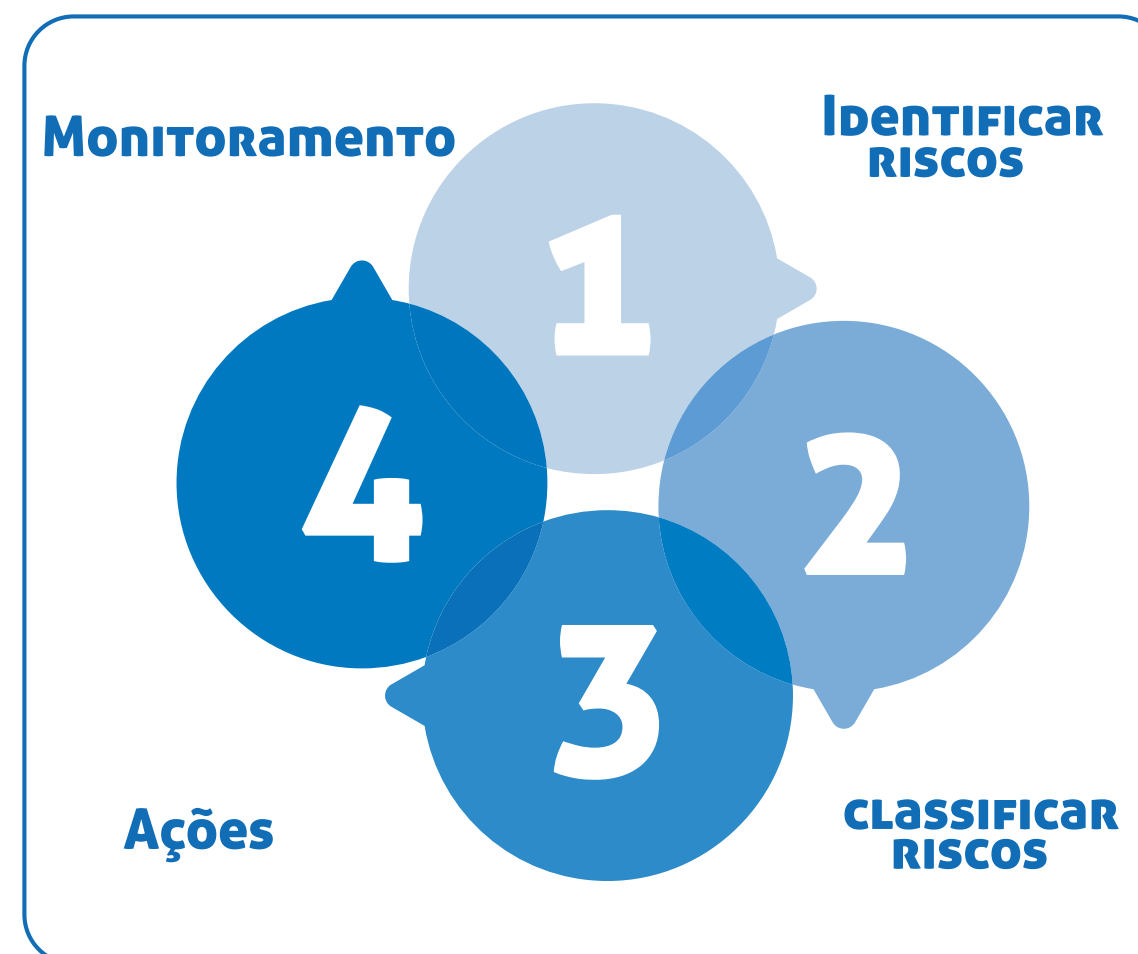 Monitoramento
1
Identificar
riscos
4
2
3
Ações
classificar
riscos